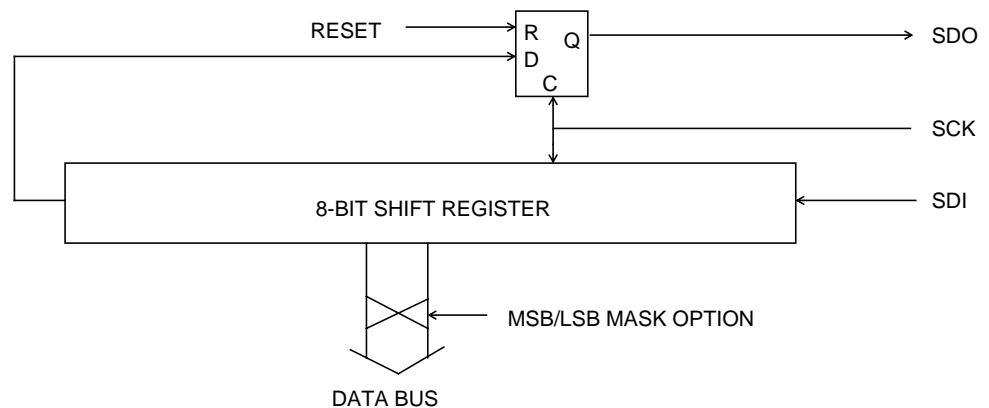 RESET
R
D
Q
C
SDO
SCK
8-BIT SHIFT REGISTER
SDI
MSB/LSB MASK OPTION
DATA BUS